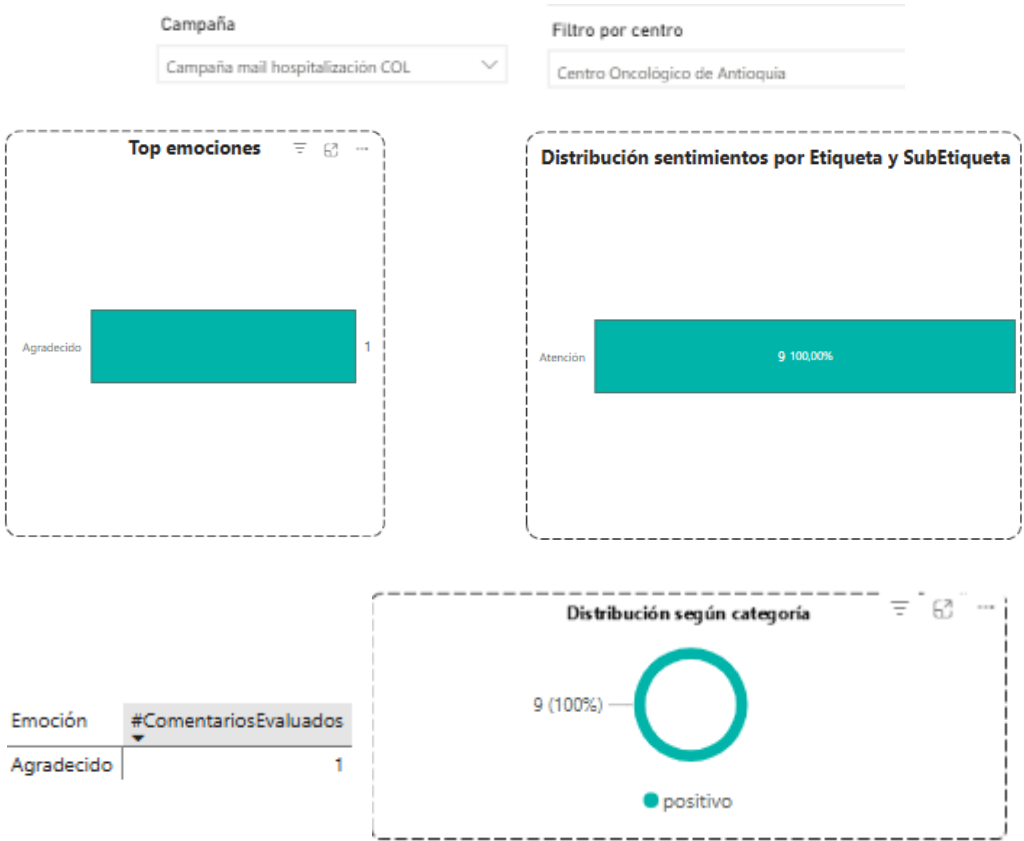 Campaña
Campaña mail hospitalización COL
Filtro por centro
Centro Oncológico de Antioquia
Top emociones
Agradecido
1
Distribución sentimientos por Etiqueta y SubEtiqueta
Atención
9 100,00%
Emoción #ComentariosEvaluados
Agradecido 1
Distribución según categoría
9 (100%)
positivo